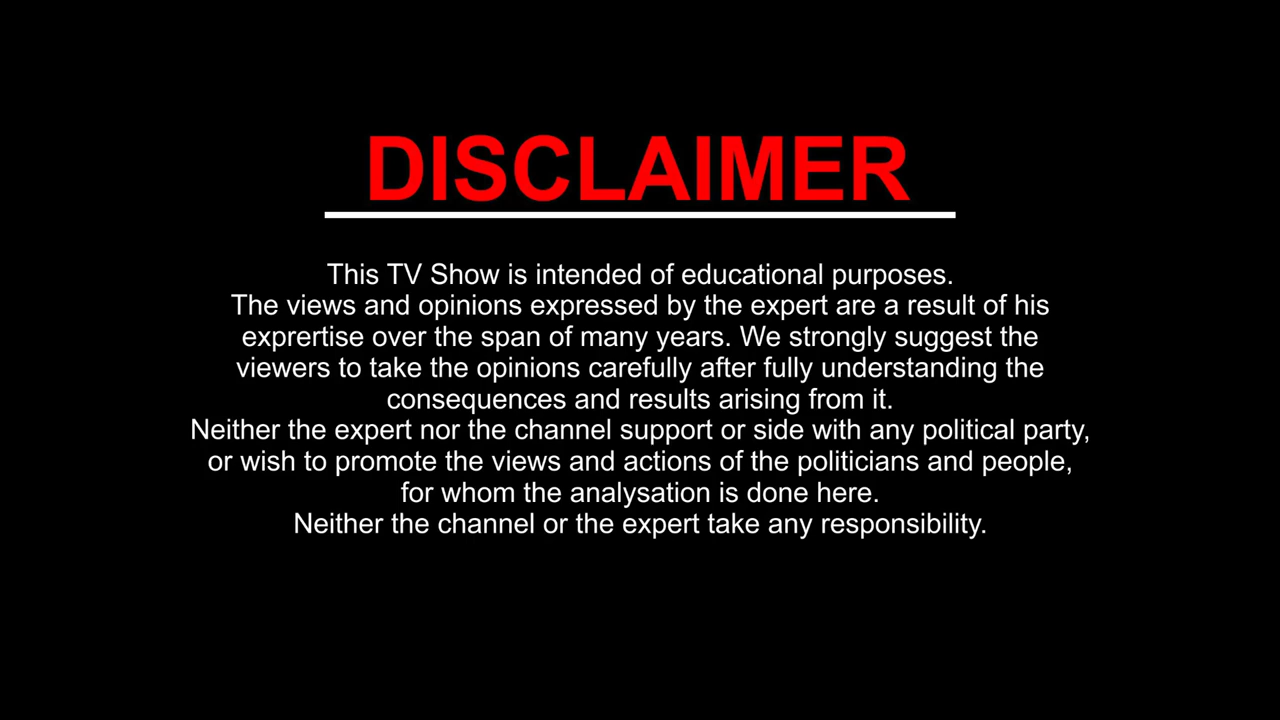 DISCLAIMER
This TV Show is intended of educational purposes.
The views and opinions expressed by the expert are a result of his
exprertise over the span of many years. We strongly suggest the
viewers to take the opinions carefully after fully understanding the
consequences and results arising from it.
Neither the expert nor the channel support or side with any political party,
or wish to promote the views and actions of the politicians and people,
for whom the analysation is done here.
Neither the channel or the expert take any responsibility.